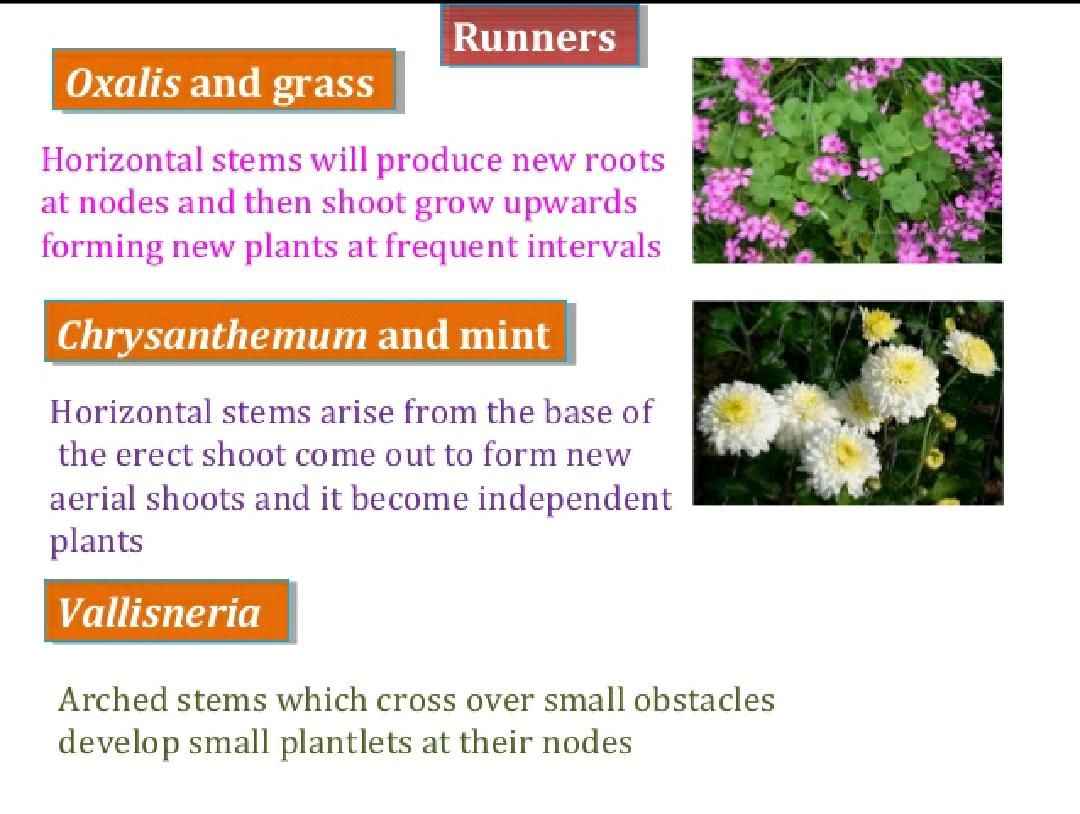 Runners
Oxalis and grass
Horizontal stems will produce new roots
at nodes and then shoot grow upwards
forming new plants at frequent intervals
Chrysanthemum and mint
Horizontal stems arise from the base of
the erect shoot come out to form new
aerial shoots and it become independent
plants
Vallisneria
Arched stems which cross over small obstacles
develop small plantlets at their nodes